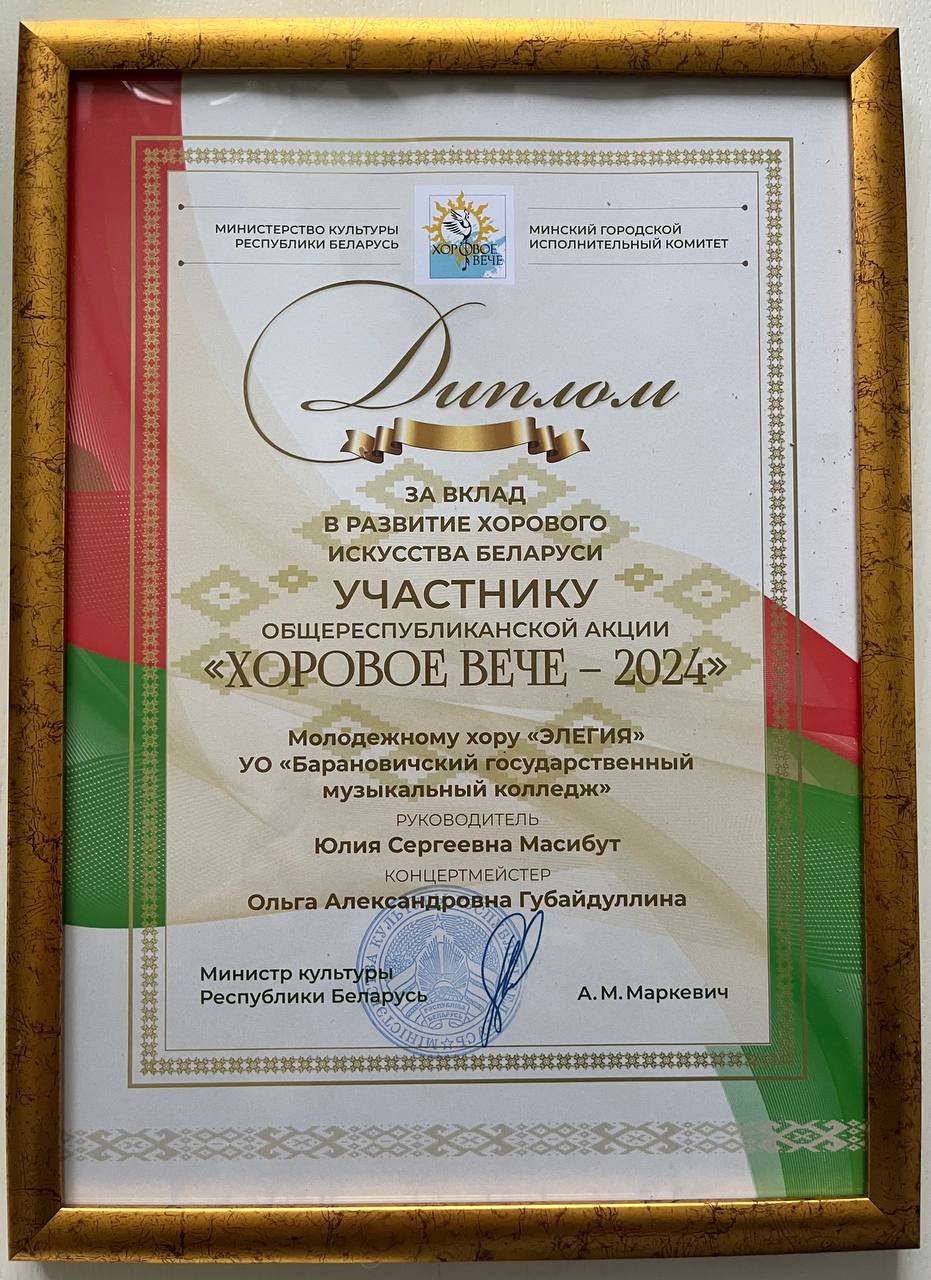 МИНИСТЕРСТВО КУЛЬТУРЫ
РЕСПУБЛИКИ БЕЛАРУСЬ
ХОРОВОЕ
ВЕЧЕ
МИНСКИЙ ГОРОДСКОЙ
ИСПОЛНИТЕЛЬНЫЙ КОМИТЕТ
Диплом
ЗА ВКЛАД
В РАЗВИТИЕ ХОРОВОГО
ИСКУССТВА БЕЛАРУСИ
УЧАСТНИКУ
ОБЩЕРЕСПУБЛИКАНСКОЙ АКЦИИ
«ХОРОВОЕ ВЕЧЕ – 2024»
Молодежному хору «ЭЛЕГИЯ»
УО «Барановичский государственный
музыкальный колледж»
РУКОВОДИТЕЛЬ
Юлия Сергеевна Масибут
КОНЦЕРТМЕЙСТЕР
Ольга Александровна Губайдуллина
Министр культуры
Республики Беларусь
А. М. Маркевич
РЭСПУБЛІКА
БЕЛАРУСЬ